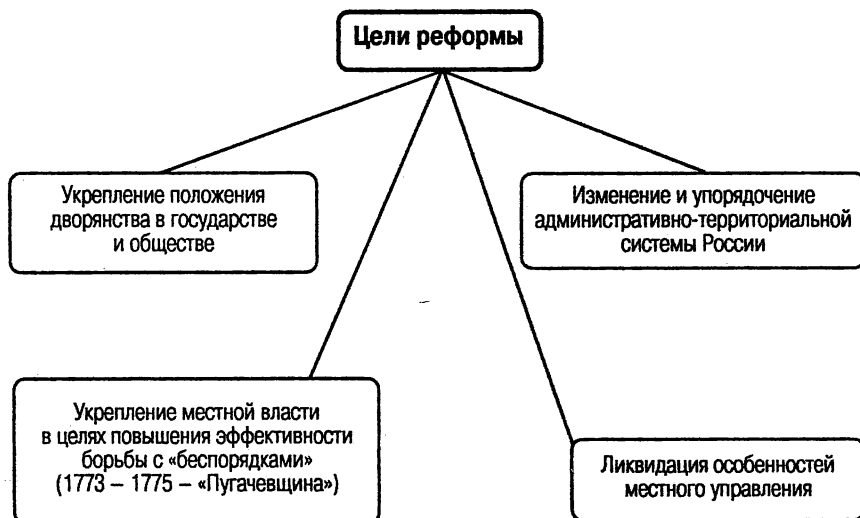 Цели реформы
Укрепление положения
дворянства в государстве
и обществе
Изменение и упорядочение
административно-территориальной
системы России
Укрепление местной власти
в целях повышения эффективности
борьбы с «беспорядками»
(1773 – 1775 – «Пугачевщина»)
Ликвидация особенностей
местного управления